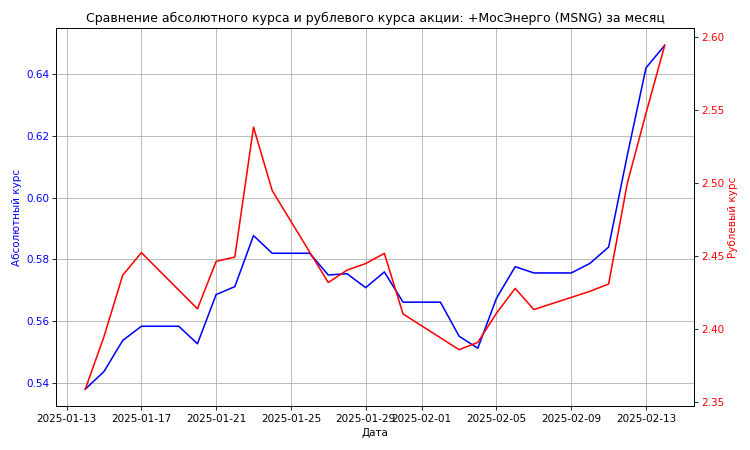 Сравнение абсолютного курса и рублевого курса акции: +МосЭнерго (MSNG) за месяц
Абсолютный курс
0.64
0.62
0.60
0.58
0.56
0.54
2.60
2.55
2.50
2.45
2.40
2.35
Рублевый курс
2025-01-13 2025-01-17 2025-01-21 2025-01-25 2025-01-29 2025-02-01 2025-02-05 2025-02-09 2025-02-13
Дата